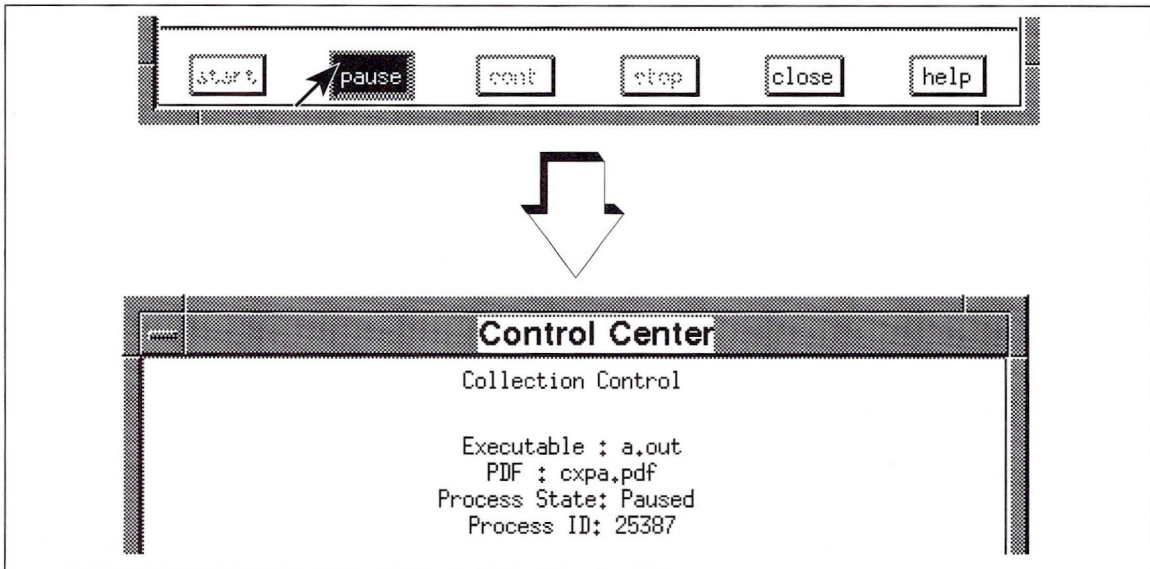 start pause cont stop close help
Control Center
Collection Control
Executable : a.out
PDF : cxpa.pdf
Process State: Paused
Process ID: 25387